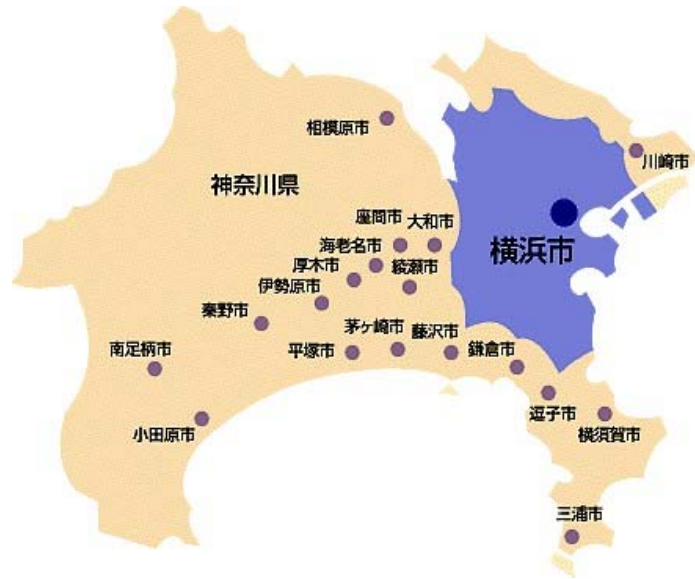 相模原市
川崎市
神奈川県
座間市
大和市
海老名市
横浜市
厚木市
綾瀬市
伊勢原市
秦野市
茅ヶ崎市
藤沢市
南足柄市
平塚市
鎌倉市
逗子市
小田原市
横須賀市
三浦市